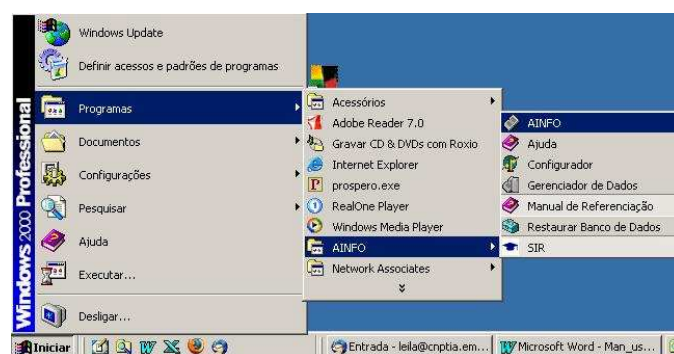 Windows 2000 Professional
Windows Update
Definir acessos e padrões de programas
Programas
Documentos
Configurações
Pesquisar
Ajuda
Executar...
Desligar...
Acessórios
Adobe Reader 7.0
Gravar CD & DVDs com Roxio
Internet Explorer
prospero.exe
RealOne Player
Windows Media Player
AINFO
Network Associates
AINFO
Ajuda
Configurador
Gerenciador de Dados
Manual de Referenciação
Restaurar Banco de Dados
SIR
Iniciar
Entrada - leila@cnptia.em...
Microsoft Word - Man_us...